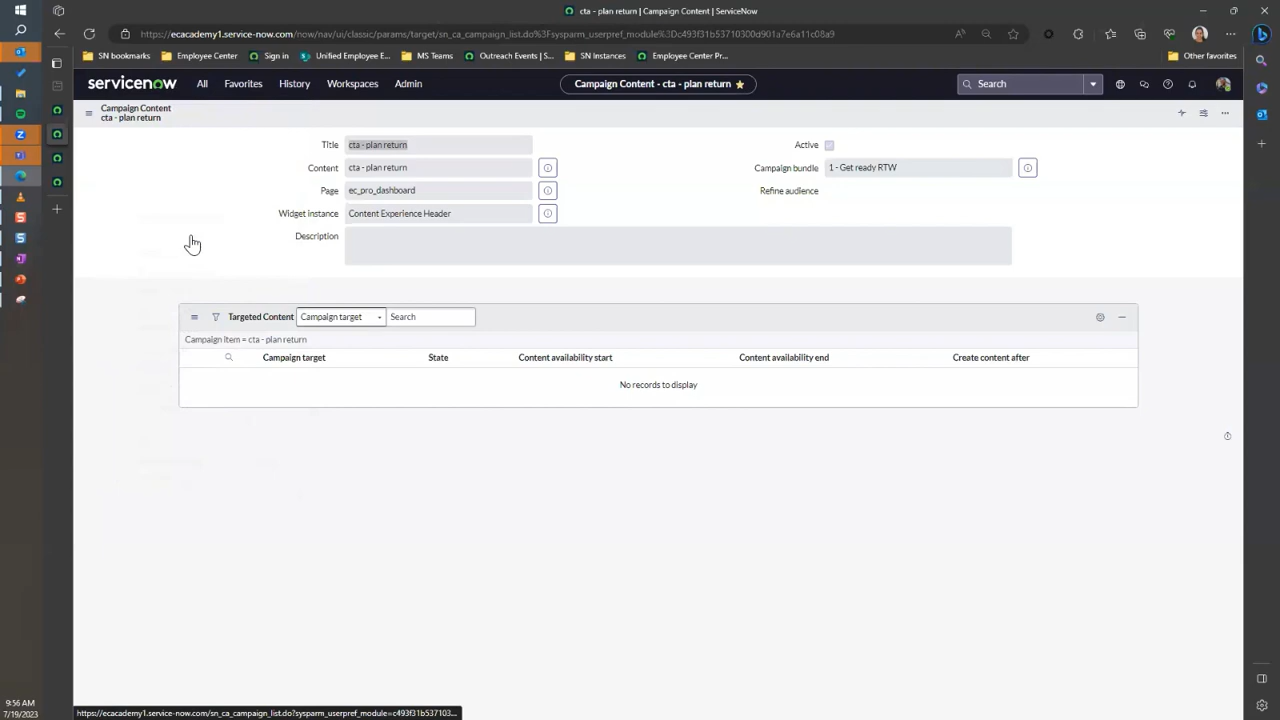 cta - plan return | Campaign Content | ServiceNow
https://ecacademy1.service-now.com/now/nav/ui/classic/params/target/sn_ca_campaign_list.do%3Fsysparm_userpref_module%3Dc493f31b53710300d901a7e6a11c08
SN bookmarks Employee Center Sign in Unified Employee E... MS Teams Outreach Events | S... SN Instances Employee Center Pr... Other favorites
servicenow All Favorites History Workspaces Admin Campaign Content - cta - plan return Search
Campaign Content
cta - plan return
Title cta - plan return Active
Content cta - plan return Campaign bundle 1 - Get ready RTW
Page ec_pro_dashboard Refine audience
Widget instance Content Experience Header
Description
Targeted Content Campaign target Search
Campaign Item = cta - plan return
Campaign target State Content availability start Content availability end Create content after
No records to display
9:56 AM
7/19/2023
https://ecacademy1.service-now.com/sn_ca_campaign_list.do?sysparm_userpref_module=c493f31b537103...